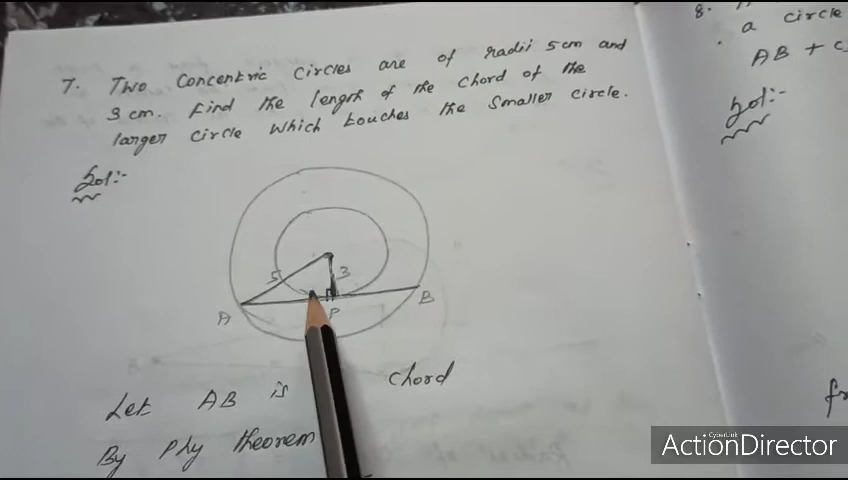 7. Two Concentric Circles are of radii 5cm and
3 cm. Find the length of the chord of the
larger circle which touches the smaller circle.
Sol:-
5
3
A
P
B
Let AB is chord
By Phy theorem
8.
a circle
AB +
Sol:-
CyberLink
ActionDirector